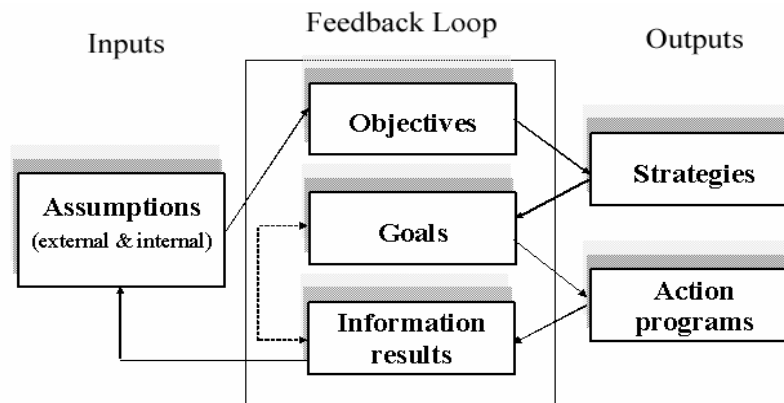 Inputs
Feedback Loop
Outputs
Objectives
Strategies
Assumptions
(external & internal)
Goals
Action
programs
Information
results